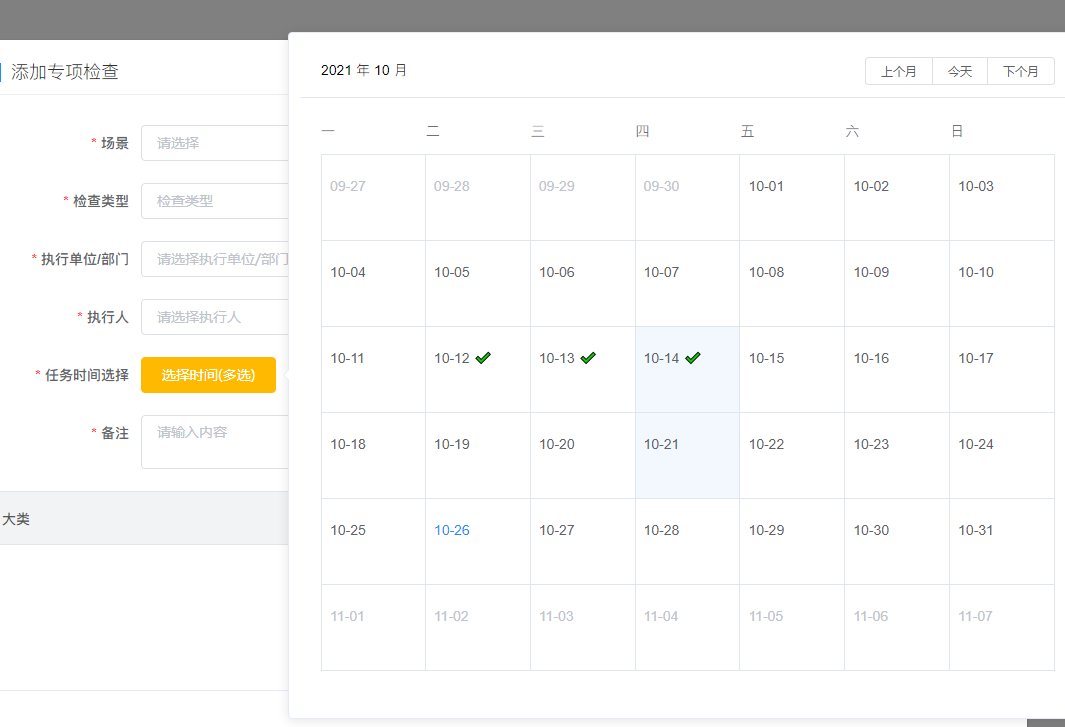 添加专项检查
* 场景 请选择
* 检查类型 检查类型
* 执行单位/部门 请选择执行单位/部门
* 执行人 请选择执行人
* 任务时间选择 选择时间(多选)
* 备注 请输入内容
大类
2021 年 10 月 上个月 今天 下个月
一 二 三 四 五 六 日
09-27 09-28 09-29 09-30 10-01 10-02 10-03
10-04 10-05 10-06 10-07 10-08 10-09 10-10
10-11 10-12 ✔ 10-13 ✔ 10-14 ✔ 10-15 10-16 10-17
10-18 10-19 10-20 10-21 10-22 10-23 10-24
10-25 10-26 10-27 10-28 10-29 10-30 10-31
11-01 11-02 11-03 11-04 11-05 11-06 11-07